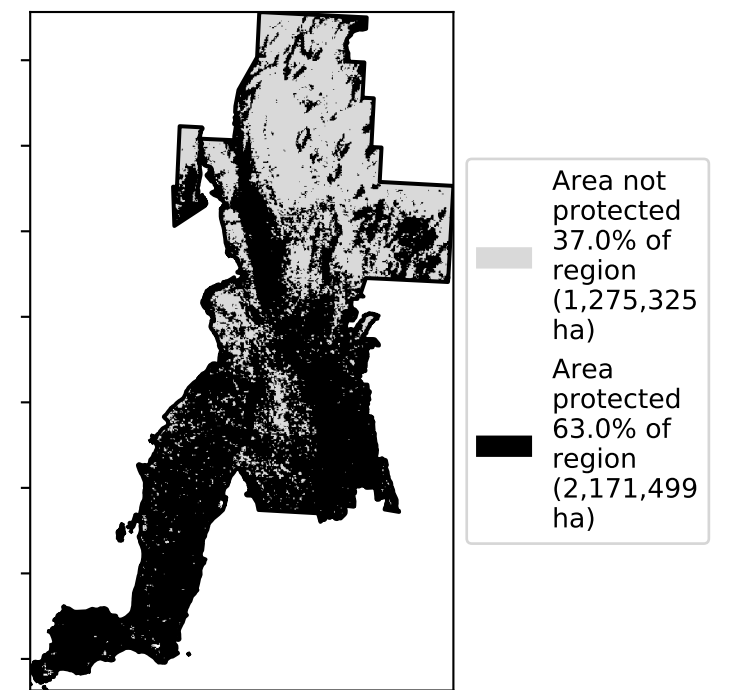 Area not
protected
37.0% of
region
(1,275,325
ha)
Area
protected
63.0% of
region
(2,171,499
ha)